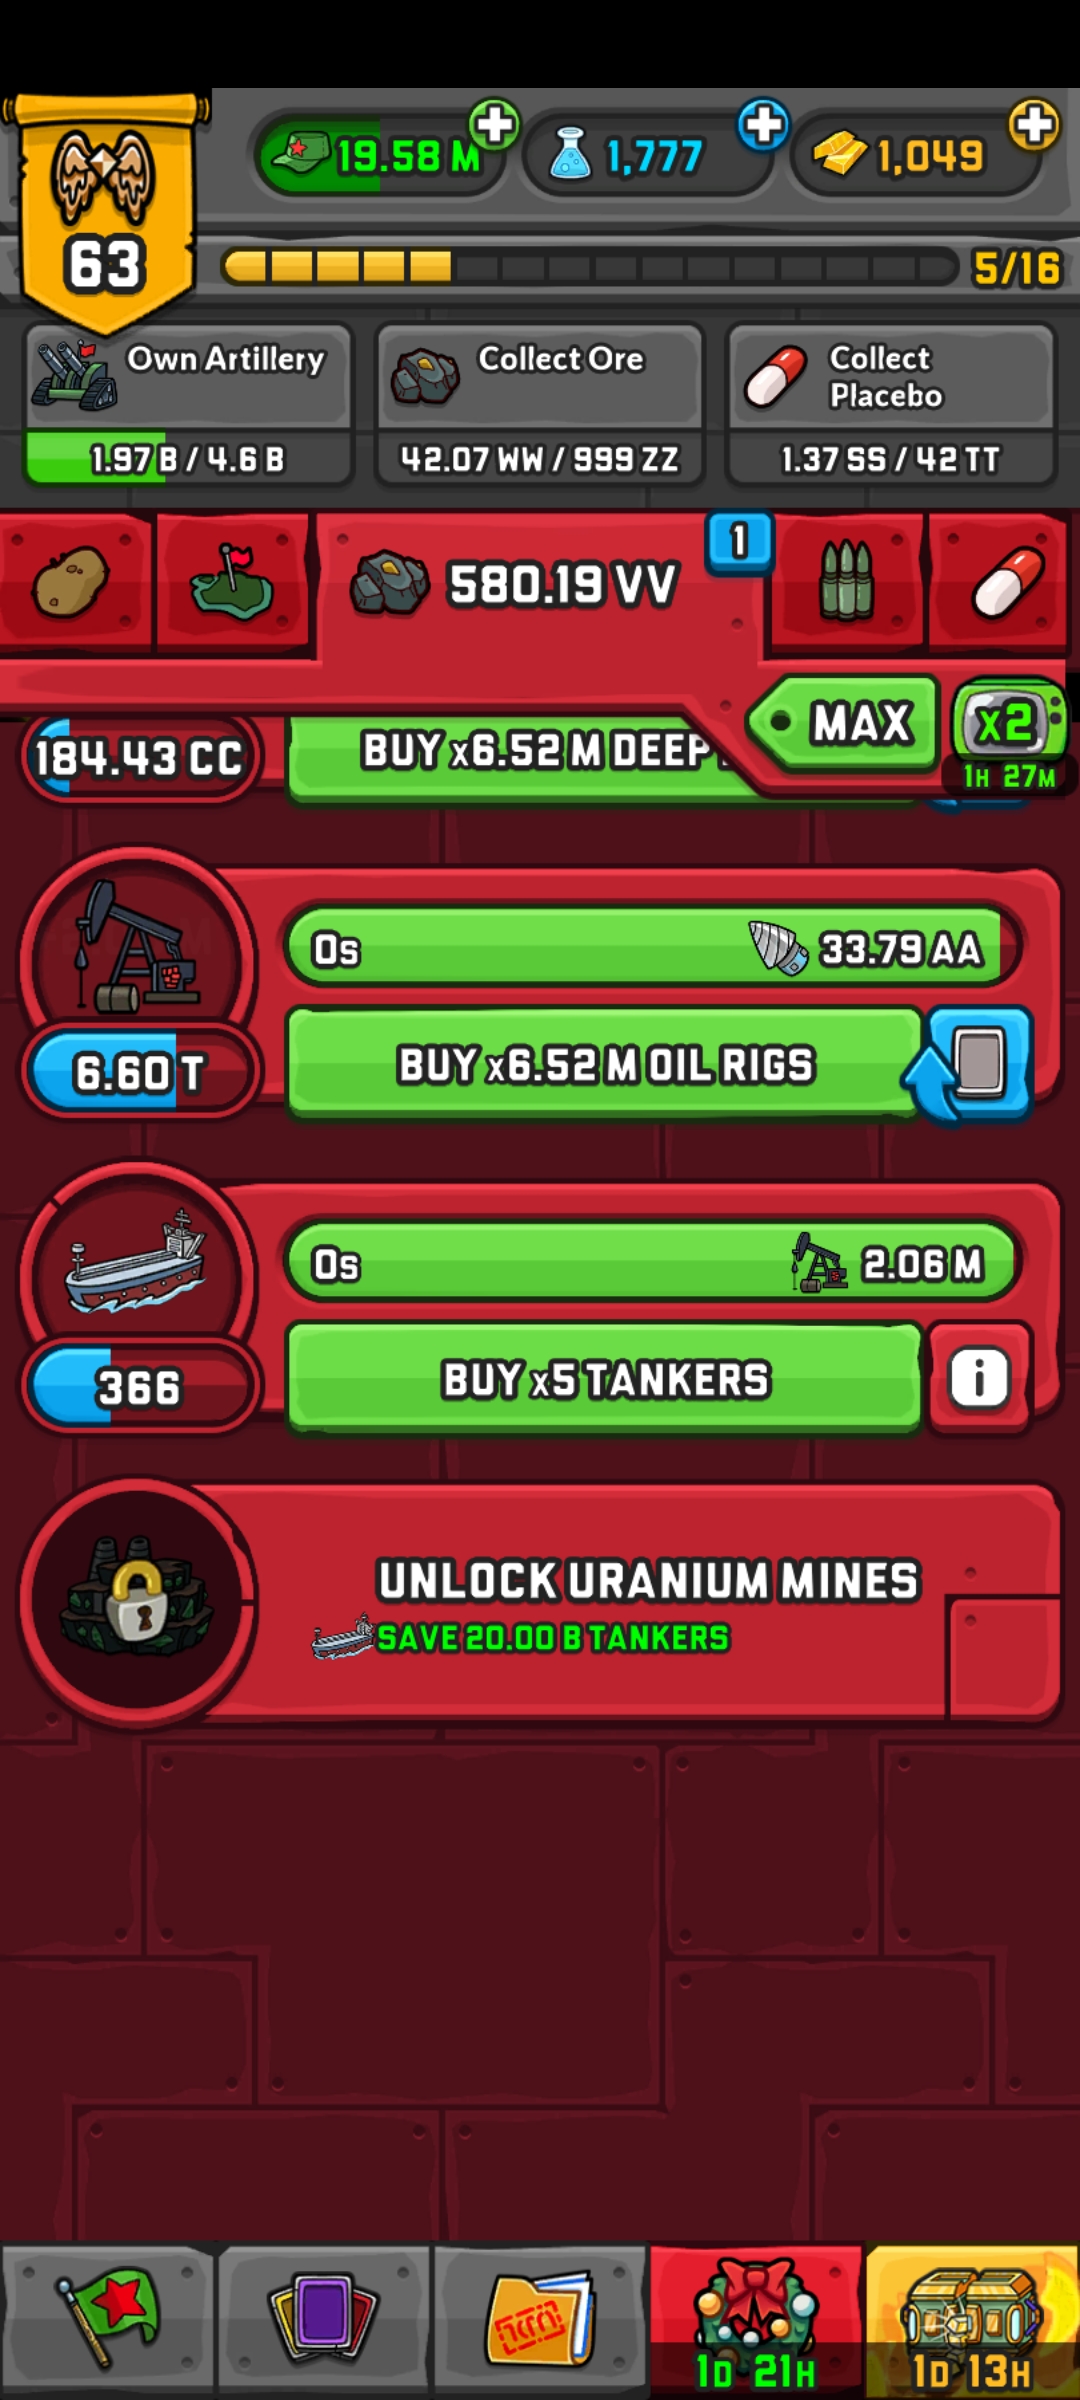 19.58 M
1,777
1,049
63
5/16
Own Artillery
1.97 B / 4.6 B
Collect Ore
42.07 WW / 999 ZZ
Collect
Placebo
1.37 SS / 42 TT
580.19 VV
1
MAX
x2
1H 27M
184.43 CC
BUY x6.52 M DEEP
0s
33.79 AA
6.60 T
BUY x6.52 M OIL RIGS
0s
2.06 M
366
BUY x5 TANKERS
i
UNLOCK URANIUM MINES
SAVE 20.00 B TANKERS
1D 21H
1D 13H